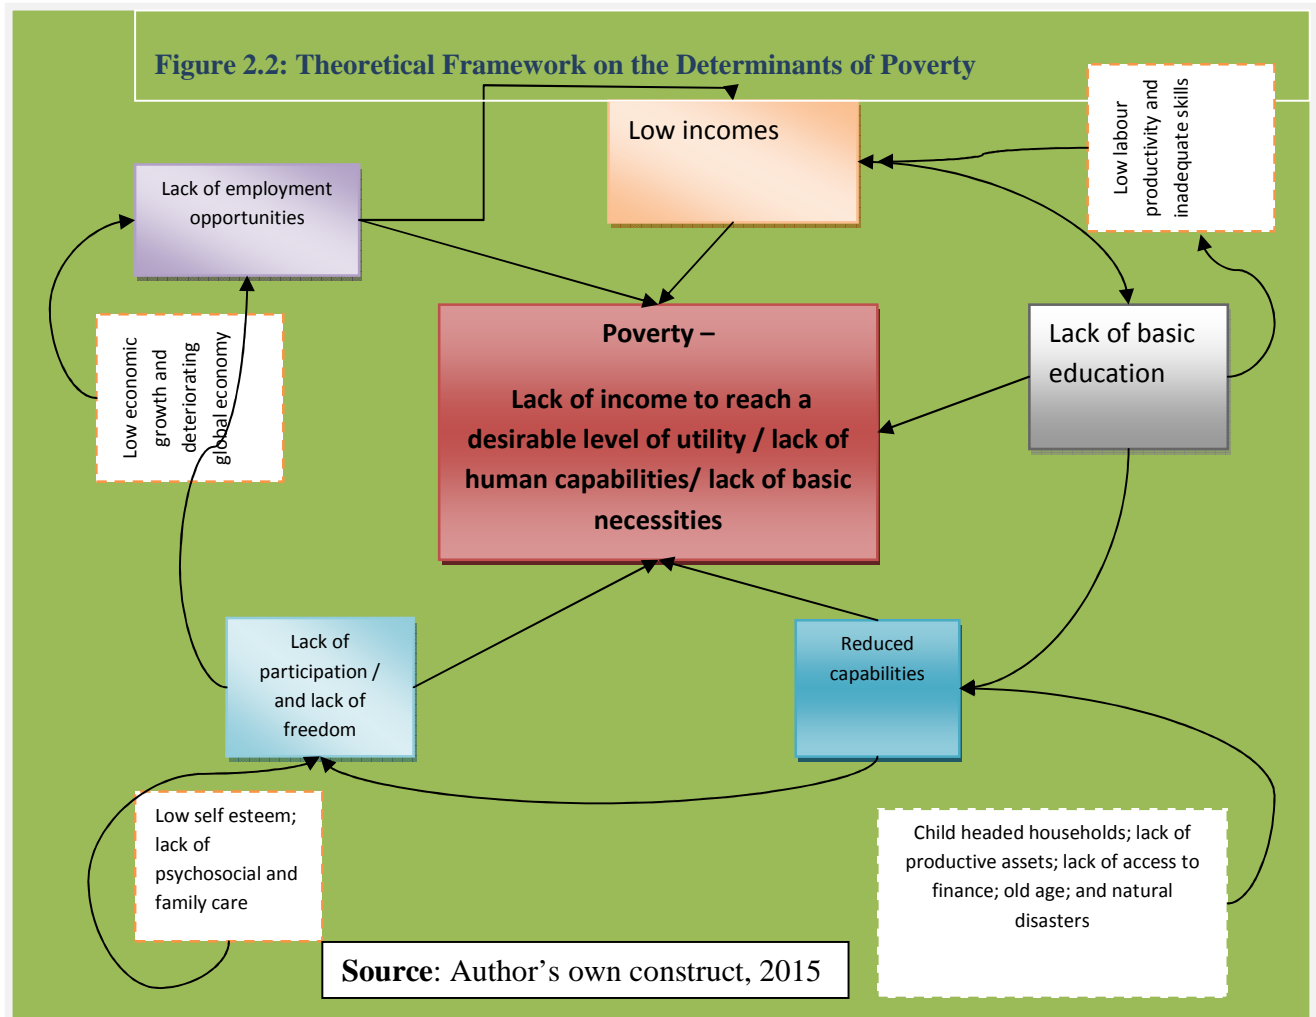 Figure 2.2: Theoretical Framework on the Determinants of Poverty
Low incomes
Low labour
productivity and
inadequate skills
Lack of employment
opportunities
Low economic
growth and
deteriorating
global economy
Poverty –
Lack of income to reach a
desirable level of utility / lack of
human capabilities/ lack of basic
necessities
Lack of basic
education
Lack of
participation /
and lack of
freedom
Reduced
capabilities
Low self esteem;
lack of
psychosocial and
family care
Child headed households; lack of
productive assets; lack of access to
finance; old age; and natural
disasters
Source: Author’s own construct, 2015